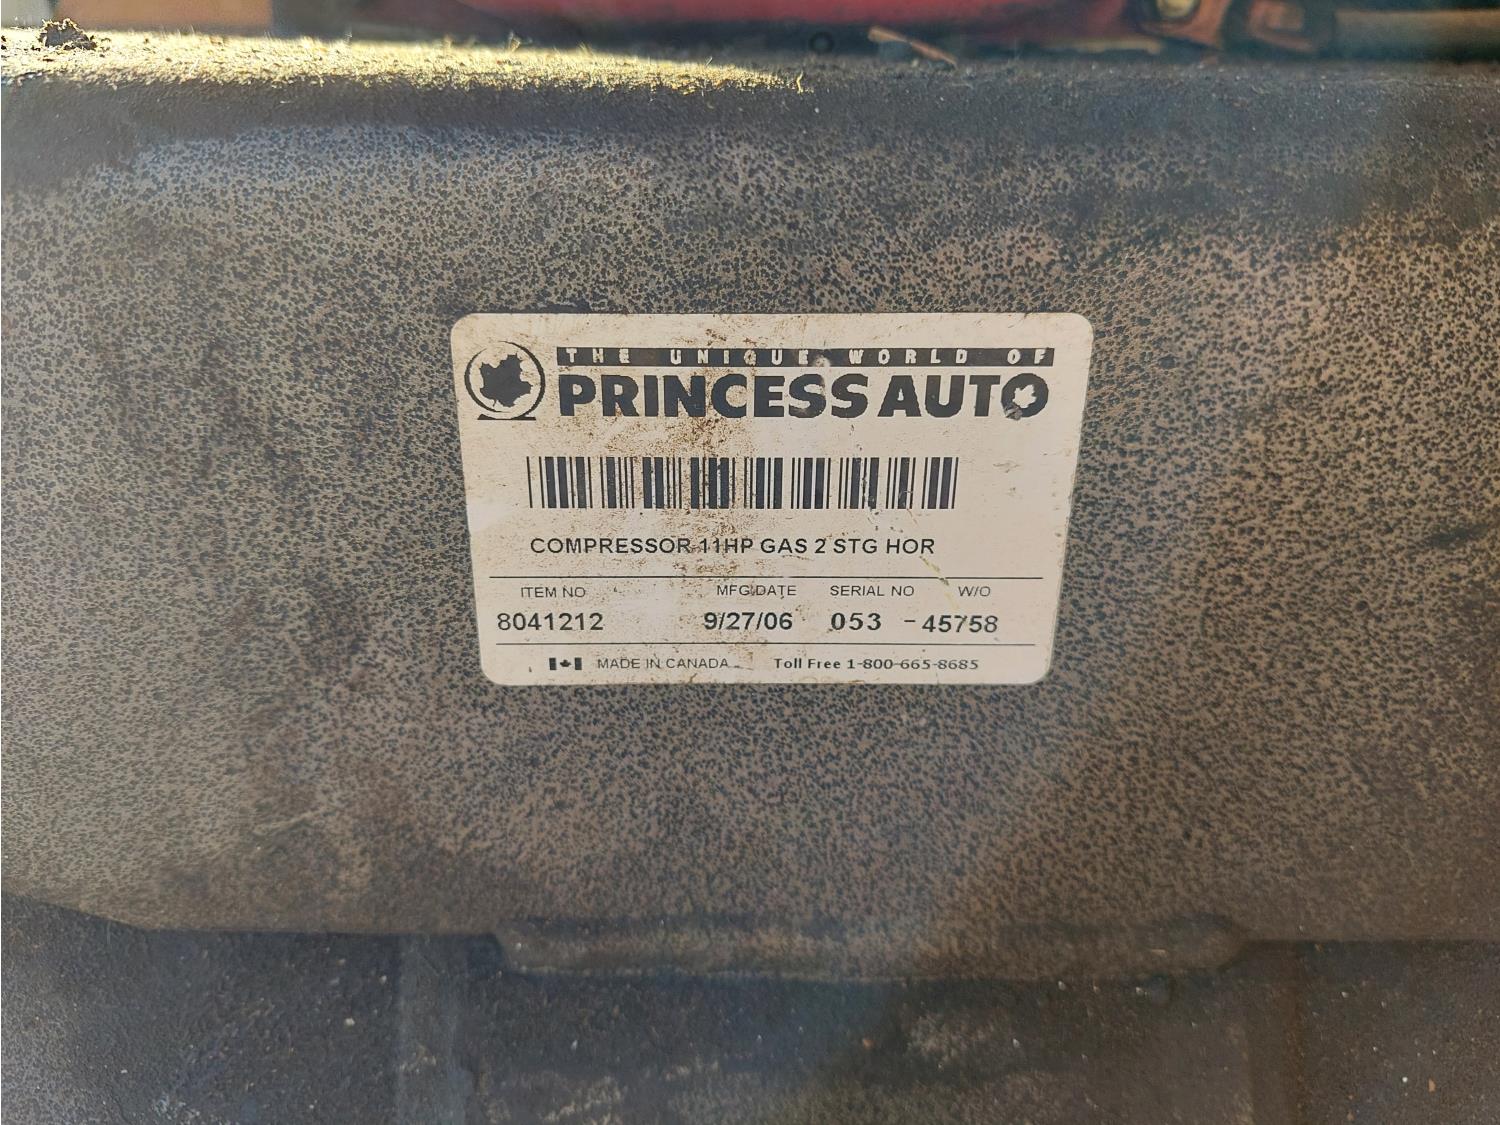 THE UNIQUE WORLD OF
PRINCESS AUTO
COMPRESSOR 11HP GAS 2 STG HOR
ITEM NO MFG DATE SERIAL NO W/O
8041212 9/27/06 053 - 45758
MADE IN CANADA Toll Free 1-800-665-8685